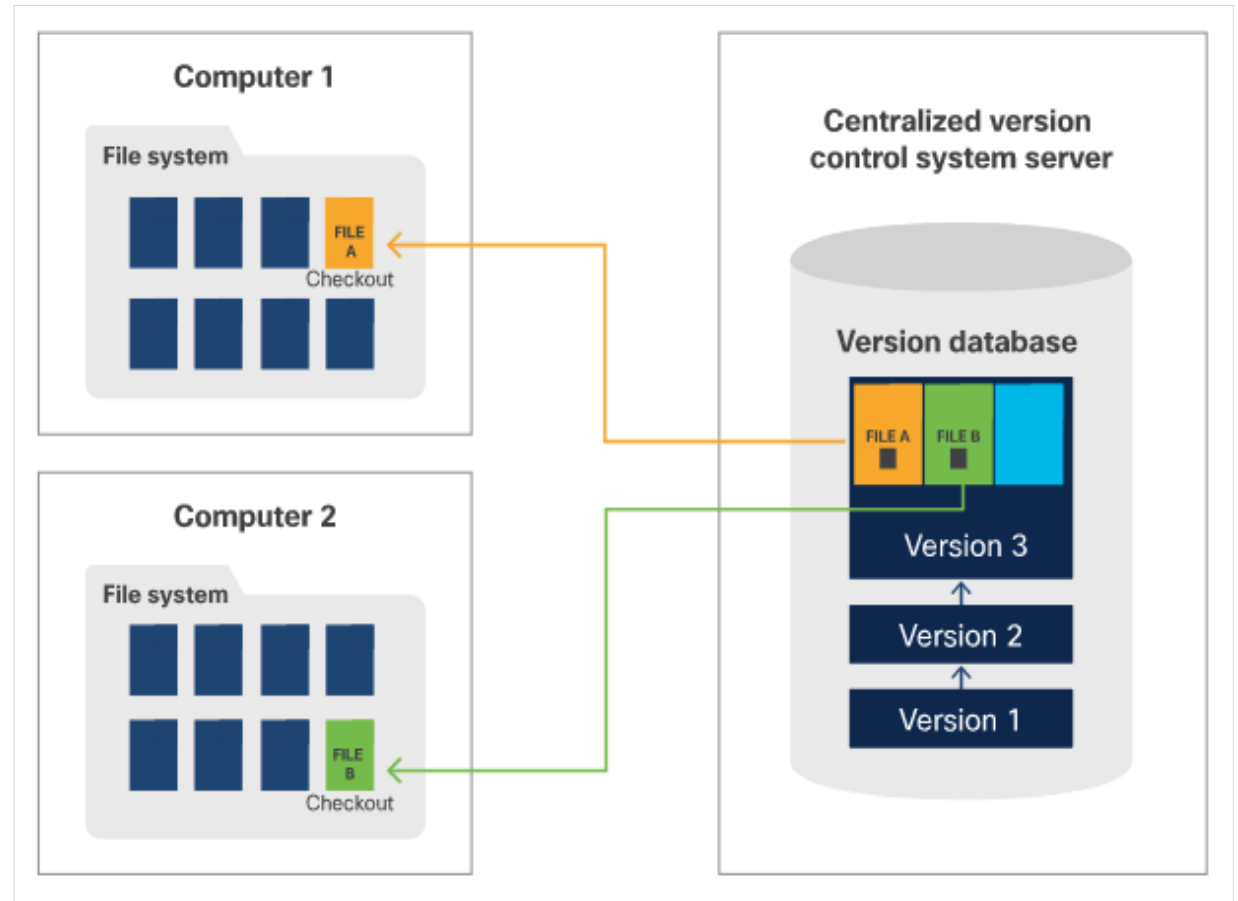 Computer 1
File system
FILE
A
Checkout
Computer 2
File system
FILE
B
Checkout
Centralized version
control system server
Version database
FILE A
FILE B
Version 3
Version 2
Version 1